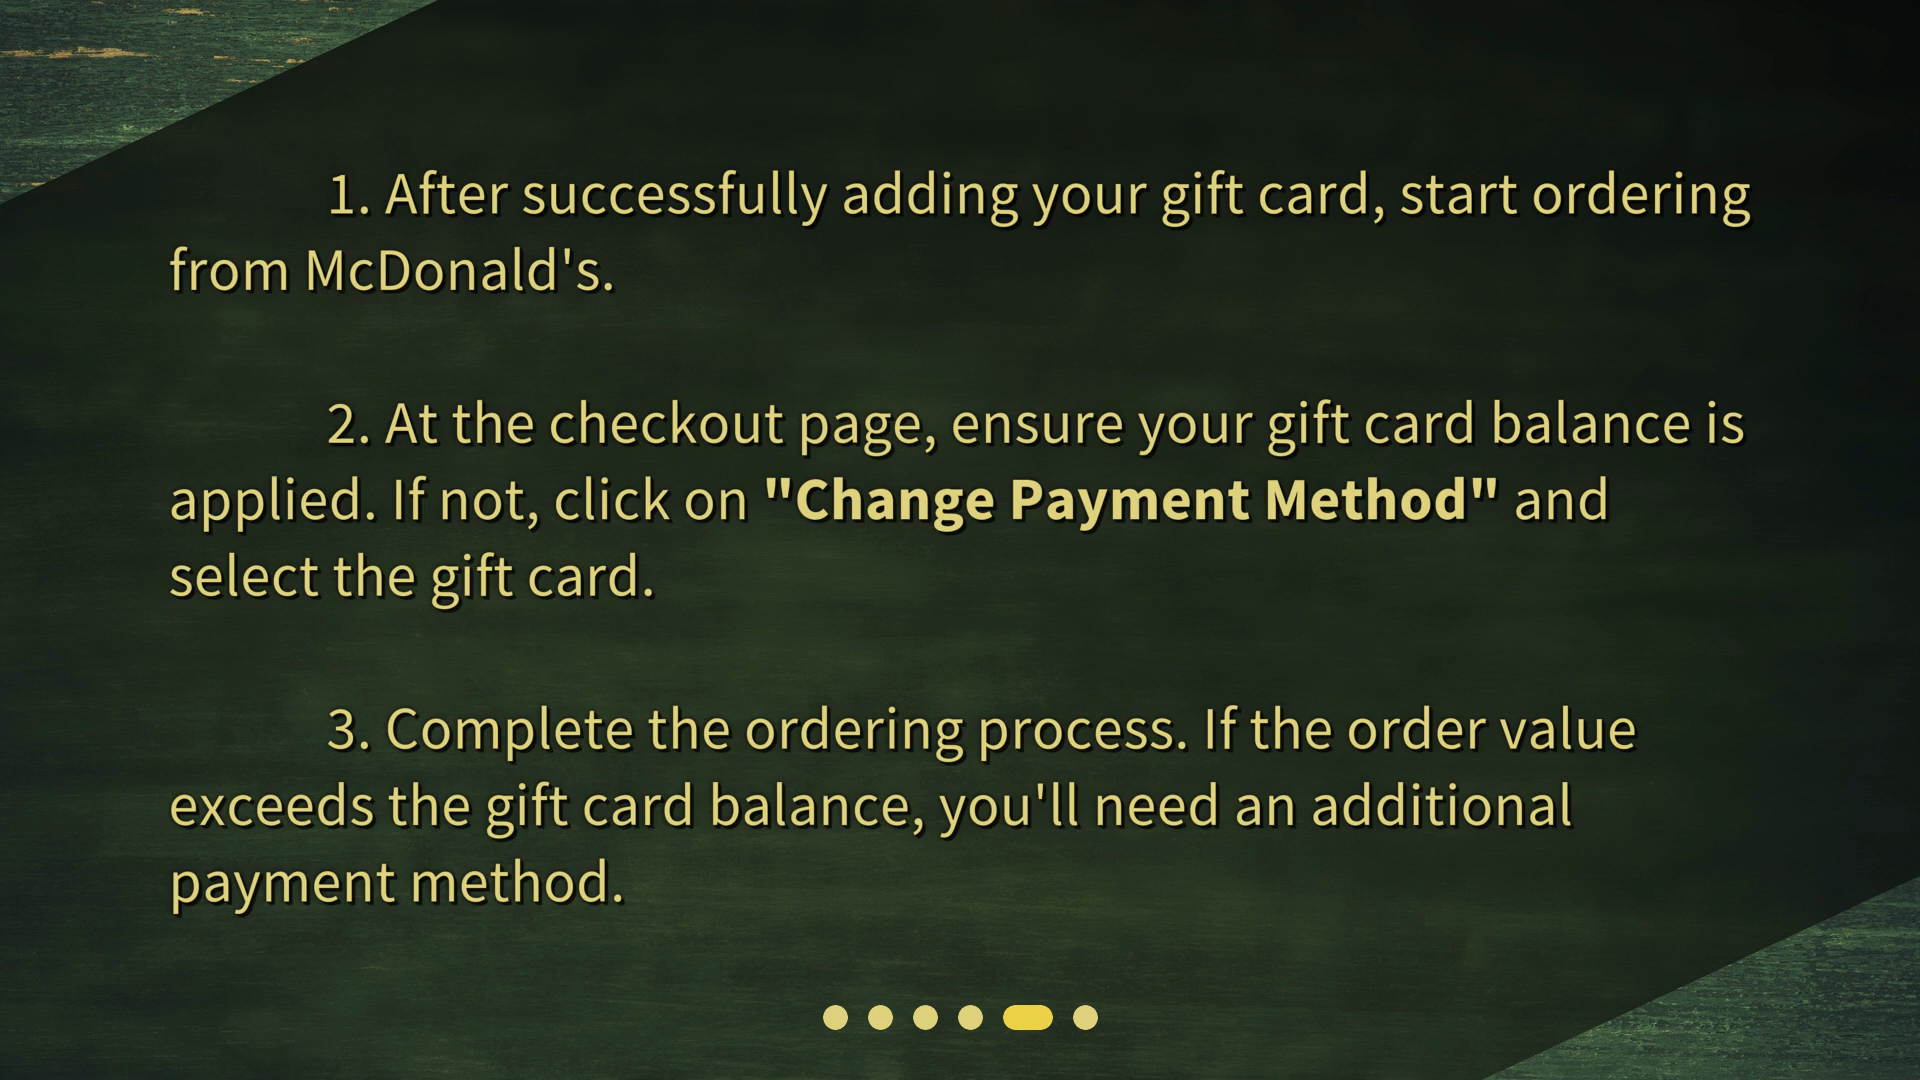 1. After successfully adding your gift card, start ordering
from McDonald's.
2. At the checkout page, ensure your gift card balance is
applied. If not, click on "Change Payment Method" and
select the gift card.
3. Complete the ordering process. If the order value
exceeds the gift card balance, you'll need an additional
payment method.